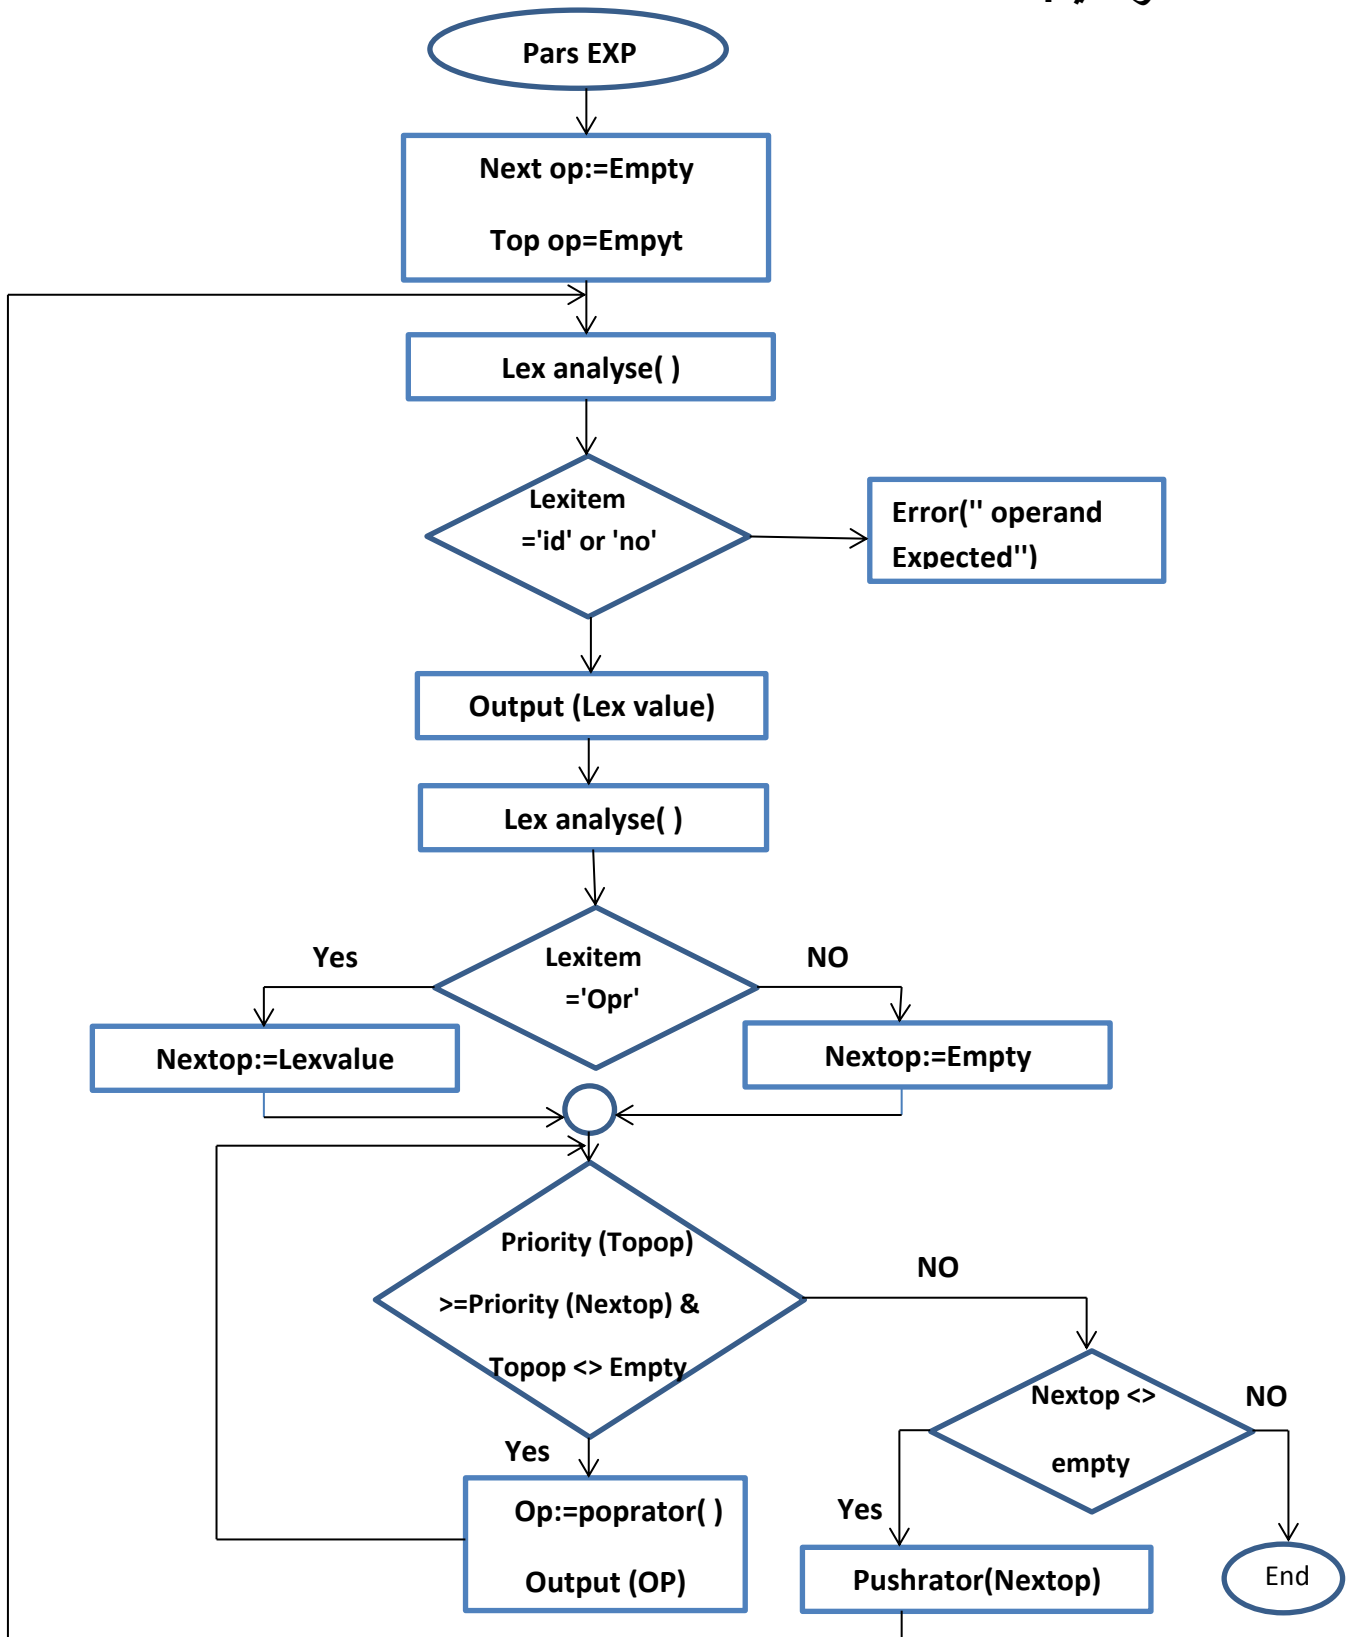 Pars EXP
Next op:=Empty
Top op=Empyt
Lex analyse( )
Lexitem
='id' or 'no'
Error(" operand
Expected")
Output (Lex value)
Lex analyse( )
Yes
Lexitem
='Opr'
NO
Nextop:=Lexvalue
Nextop:=Empty
Priority (Topop)
>=Priority (Nextop) &
Topop <> Empty
NO
Nextop <>
empty
NO
Yes
Op:=poprator( )
Output (OP)
Yes
Pushrator(Nextop)
End